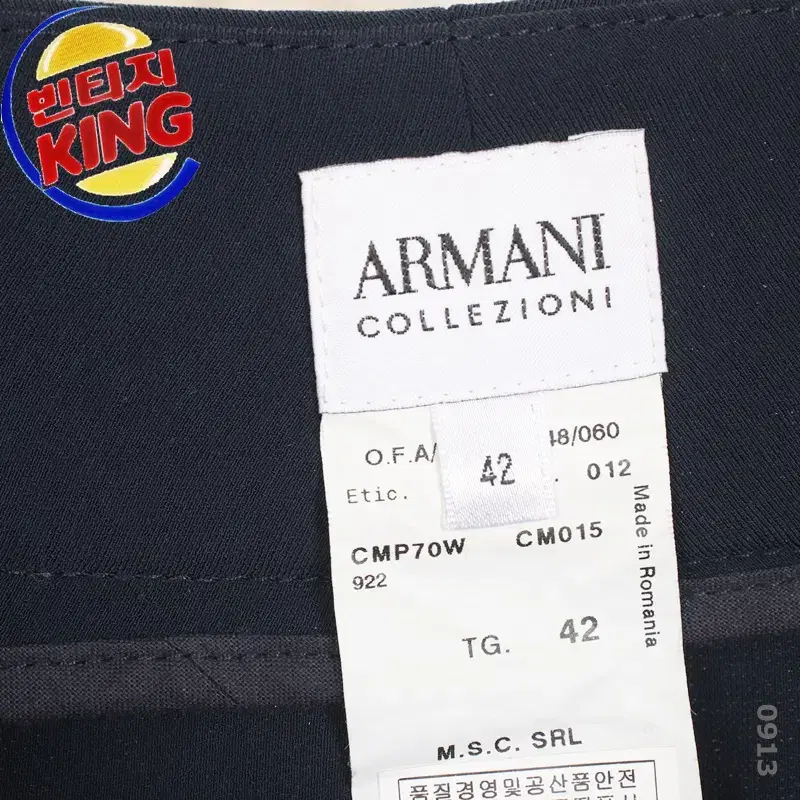 빈티지
KING
ARMANI
COLLEZIONI
O.F.A/ 48/060
42
Etic. . 012
CMP70W CM015
922
Made in Romania
TG. 42
M.S.C. SRL
품질경영및공산품안전
0913